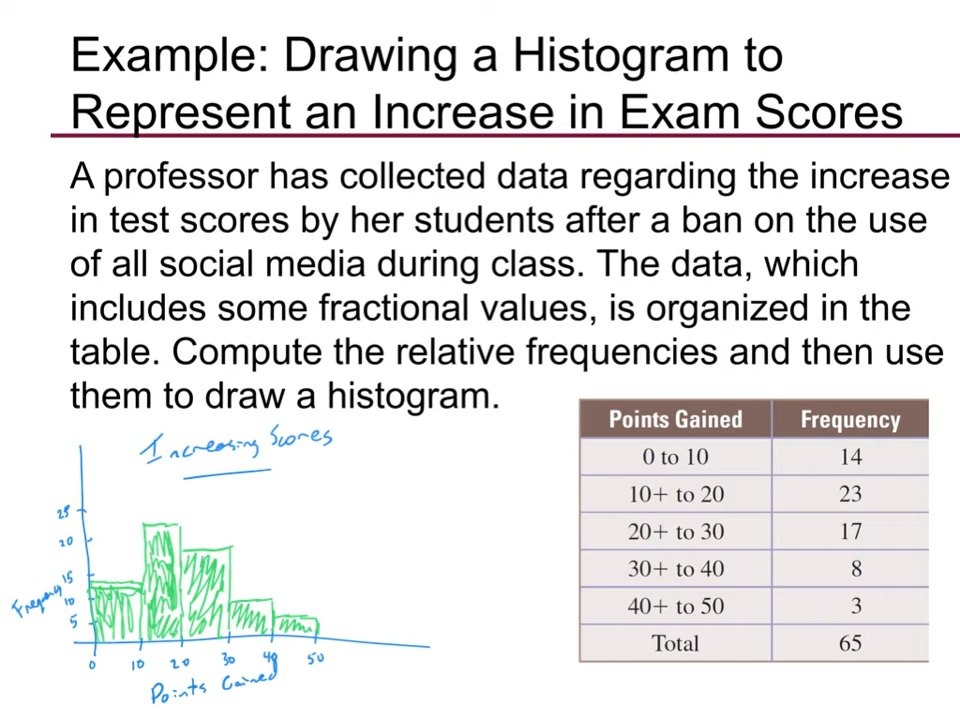 Example: Drawing a Histogram to
Represent an Increase in Exam Scores
A professor has collected data regarding the increase
in test scores by her students after a ban on the use
of all social media during class. The data, which
includes some fractional values, is organized in the
table. Compute the relative frequencies and then use
them to draw a histogram.
Points Gained Frequency
0 to 10 14
10+ to 20 23
20+ to 30 17
30+ to 40 8
40+ to 50 3
Total 65
Increasing Scores
25
20
15
10
5
Frequency
0 10 20 30 40 50
Points Gained